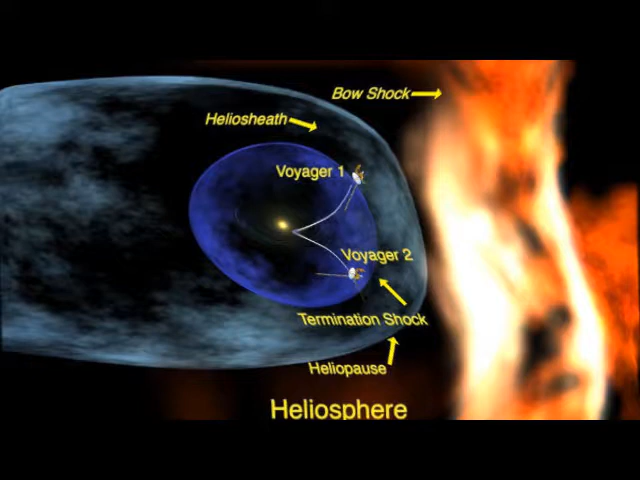 Bow Shock
Heliosheath
Voyager 1
Voyager 2
Termination Shock
Heliopause
Heliosphere